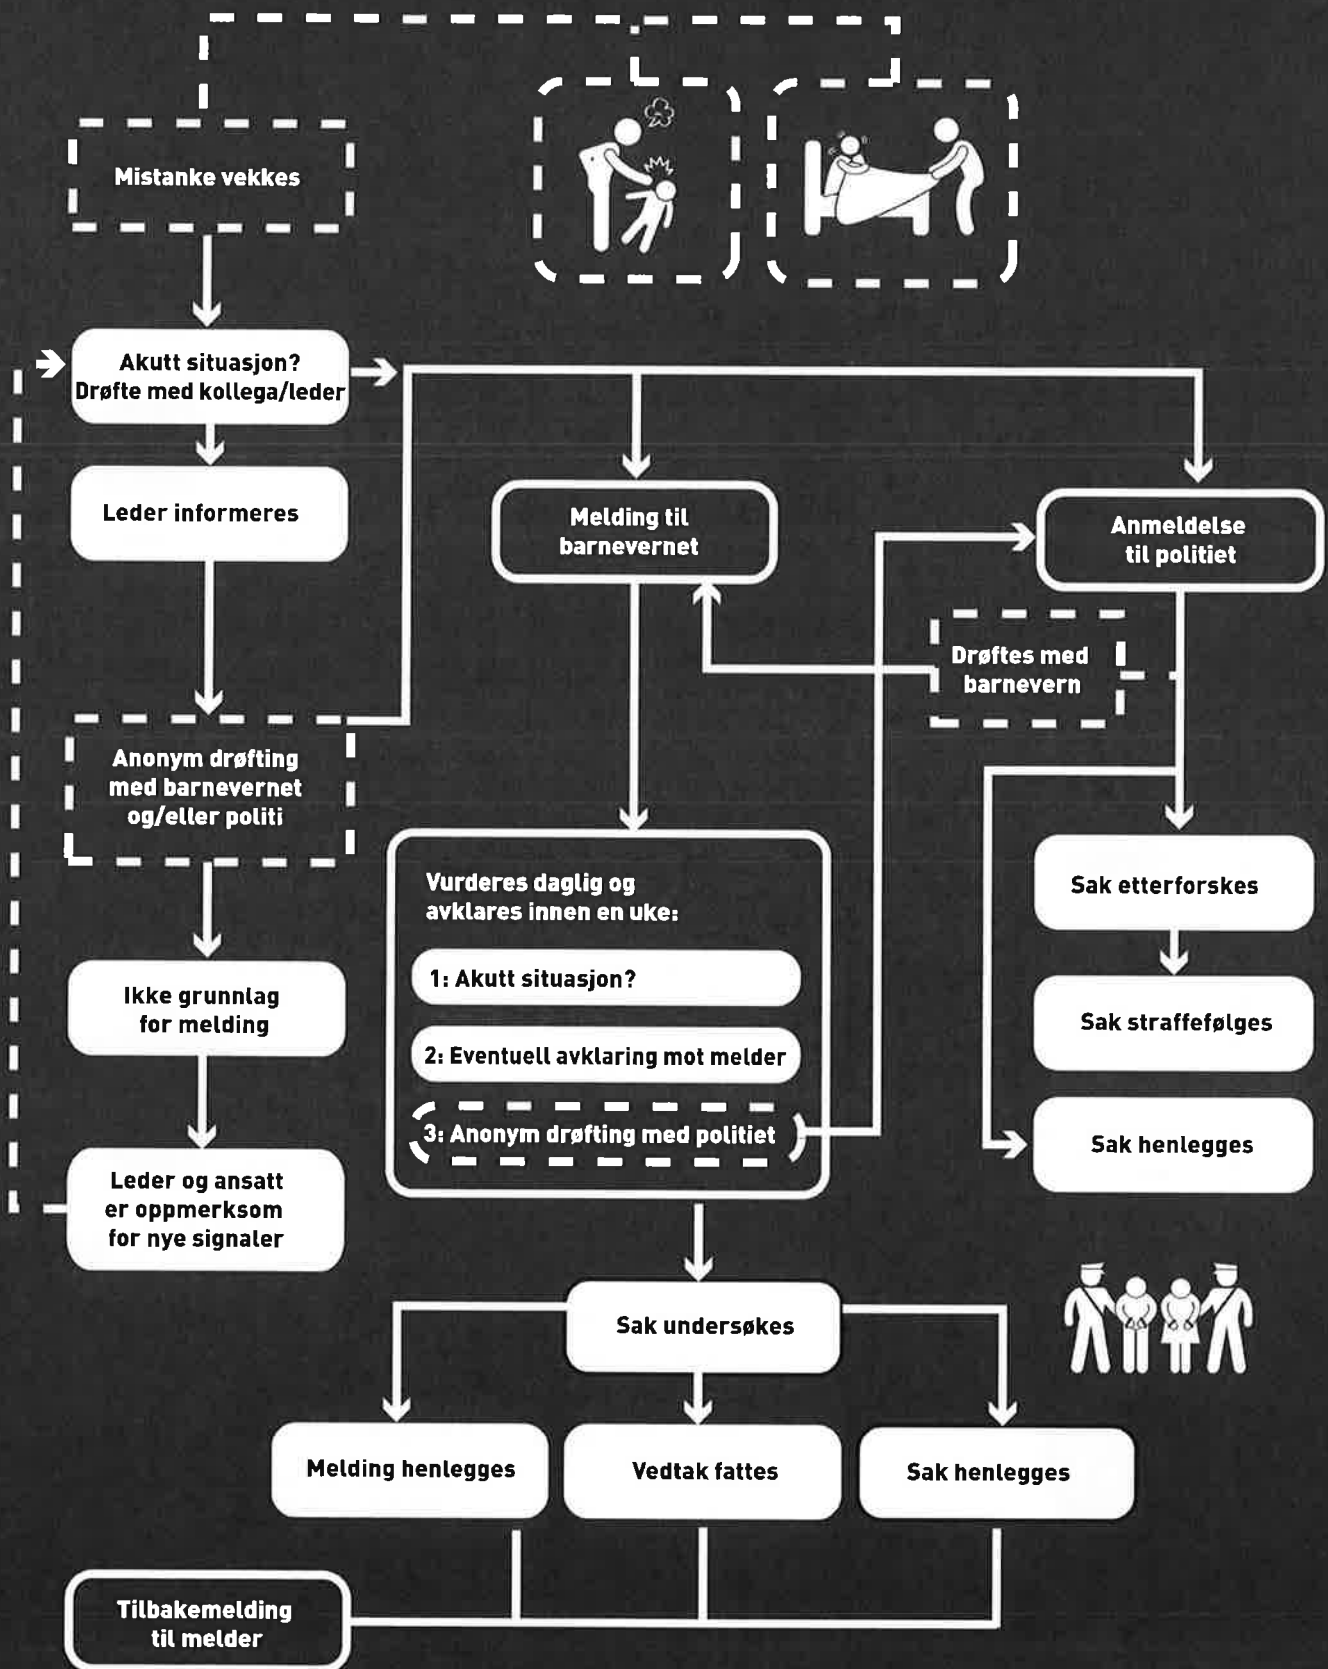 Mistanke vekkes
Akutt situasjon?
Drøfte med kollega/leder
Leder informeres
Anonym drøfting
med barnevernet
og/eller politi
Ikke grunnlag
for melding
Leder og ansatt
er oppmerksom
for nye signaler
Melding til
barnevernet
Anmeldelse
til politiet
Drøftes med
barnevern
Vurderes daglig og
avklares innen en uke:
1: Akutt situasjon?
2: Eventuell avklaring mot melder
3: Anonym drøfting med politiet
Sak etterforskes
Sak straffefølges
Sak henlegges
Sak undersøkes
Melding henlegges
Vedtak fattes
Sak henlegges
Tilbakemelding
til melder